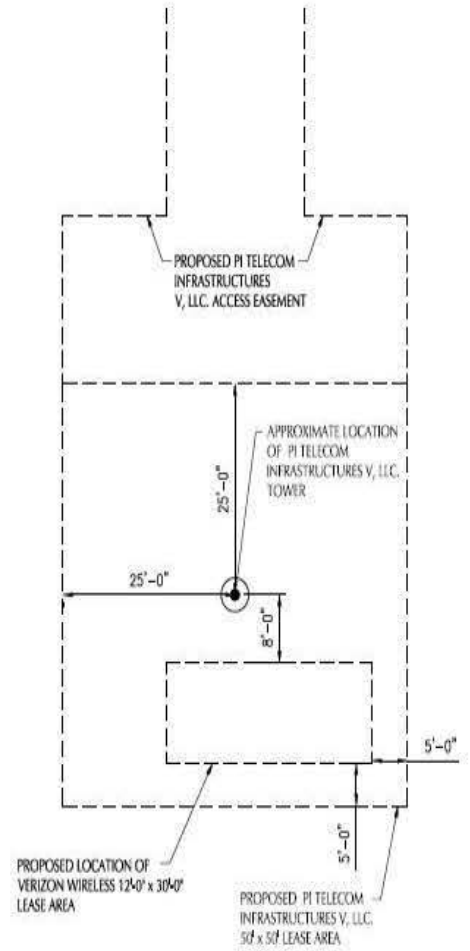 PROPOSED PI TELECOM
INFRASTRUCTURES
V, LLC. ACCESS EASEMENT
APPROXIMATE LOCATION
OF PI TELECOM
INFRASTRUCTURES V, LLC.
TOWER
25'-0"
25'-0"
8'-0"
5'-0"
5'-0"
PROPOSED LOCATION OF
VERIZON WIRELESS 12'-0" x 30'-0"
LEASE AREA
PROPOSED PI TELECOM
INFRASTRUCTURES V, LLC.
50' x 50' LEASE AREA